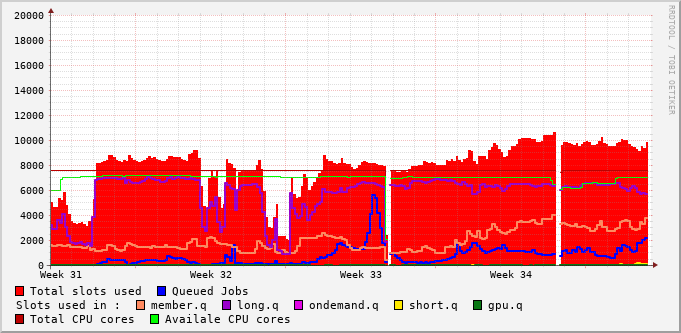 RRDTOOL / TOBI OETIKER
20000
18000
16000
14000
12000
10000
8000
6000
4000
2000
0
Week 31 Week 32 Week 33 Week 34
Total slots used Queued Jobs
Slots used in : member.q long.q ondemand.q short.q gpu.q
Total CPU cores Availale CPU cores